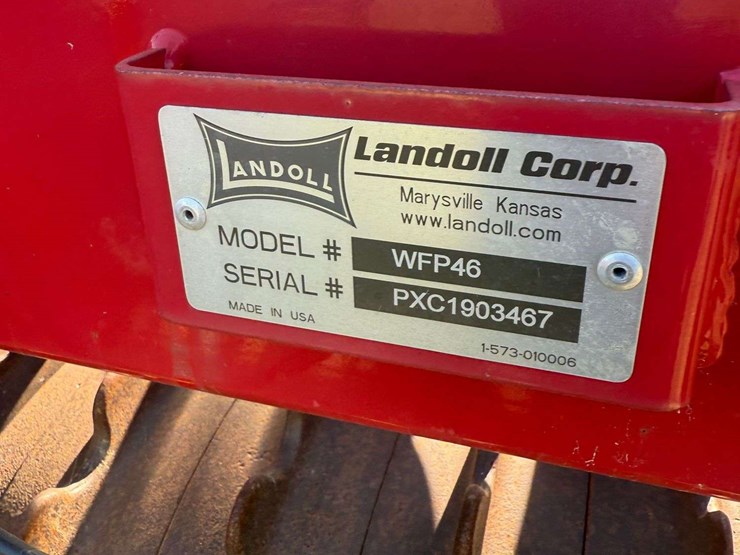 LANDOLL
Landoll Corp.
Marysville Kansas
www.landoll.com
MODEL # WFP46
SERIAL # PXC1903467
MADE IN USA
1-573-010006